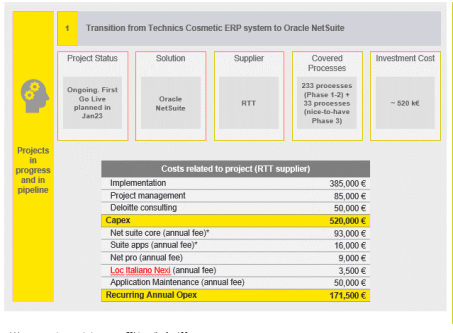 1 Transition from Technics Cosmetic ERP system to Oracle NetSuite
Projects
in
progress
and in
pipeline
Project Status
Ongoing. First
Go Live
planned in
Jan23
Solution
Oracle
NetSuite
Supplier
RTT
Covered
Processes
233 processes
(Phase 1-2) +
33 processes
(nice-to-have
Phase 3)
Investment Cost
~ 520 k€
Costs related to project (RTT supplier)
Implementation 385,000 €
Project management 85,000 €
Deloitte consulting 50,000 €
Capex 520,000 €
Net suite core (annual fee)* 93,000 €
Suite apps (annual fee)* 16,000 €
Net pro (annual fee) 9,000 €
Loc Italiano Nexi (annual fee) 3,500 €
Application Maintenance (annual fee) 50,000 €
Recurring Annual Opex 171,500 €